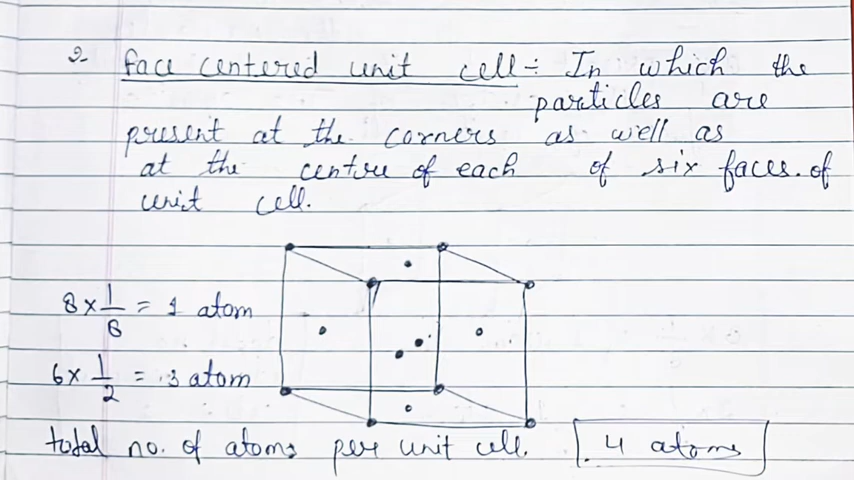 2- face centered unit cell :- In which the
particles are
present at the corners as well as
at the centre of each of six faces. of
unit cell.
8 × 1/8 = 1 atom
6 × 1/2 = 3 atom
total no. of atoms per unit cell. 4 atoms